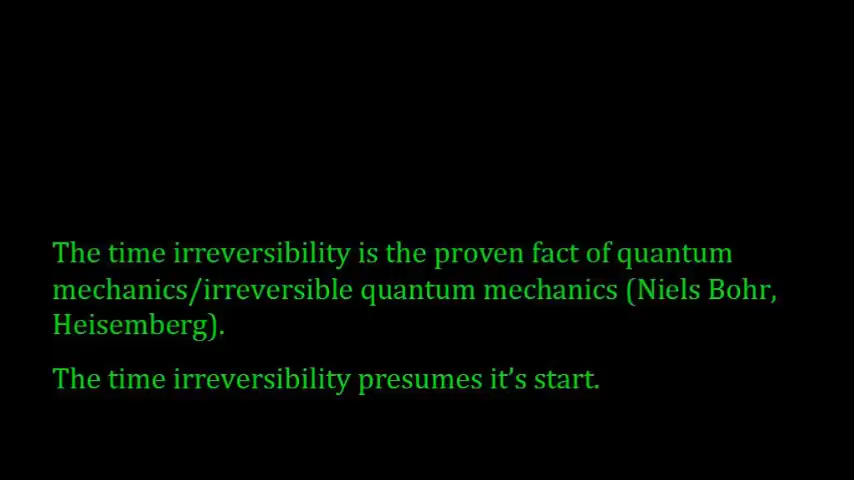 The time irreversibility is the proven fact of quantum
mechanics/irreversible quantum mechanics (Niels Bohr,
Heisemberg).
The time irreversibility presumes it’s start.